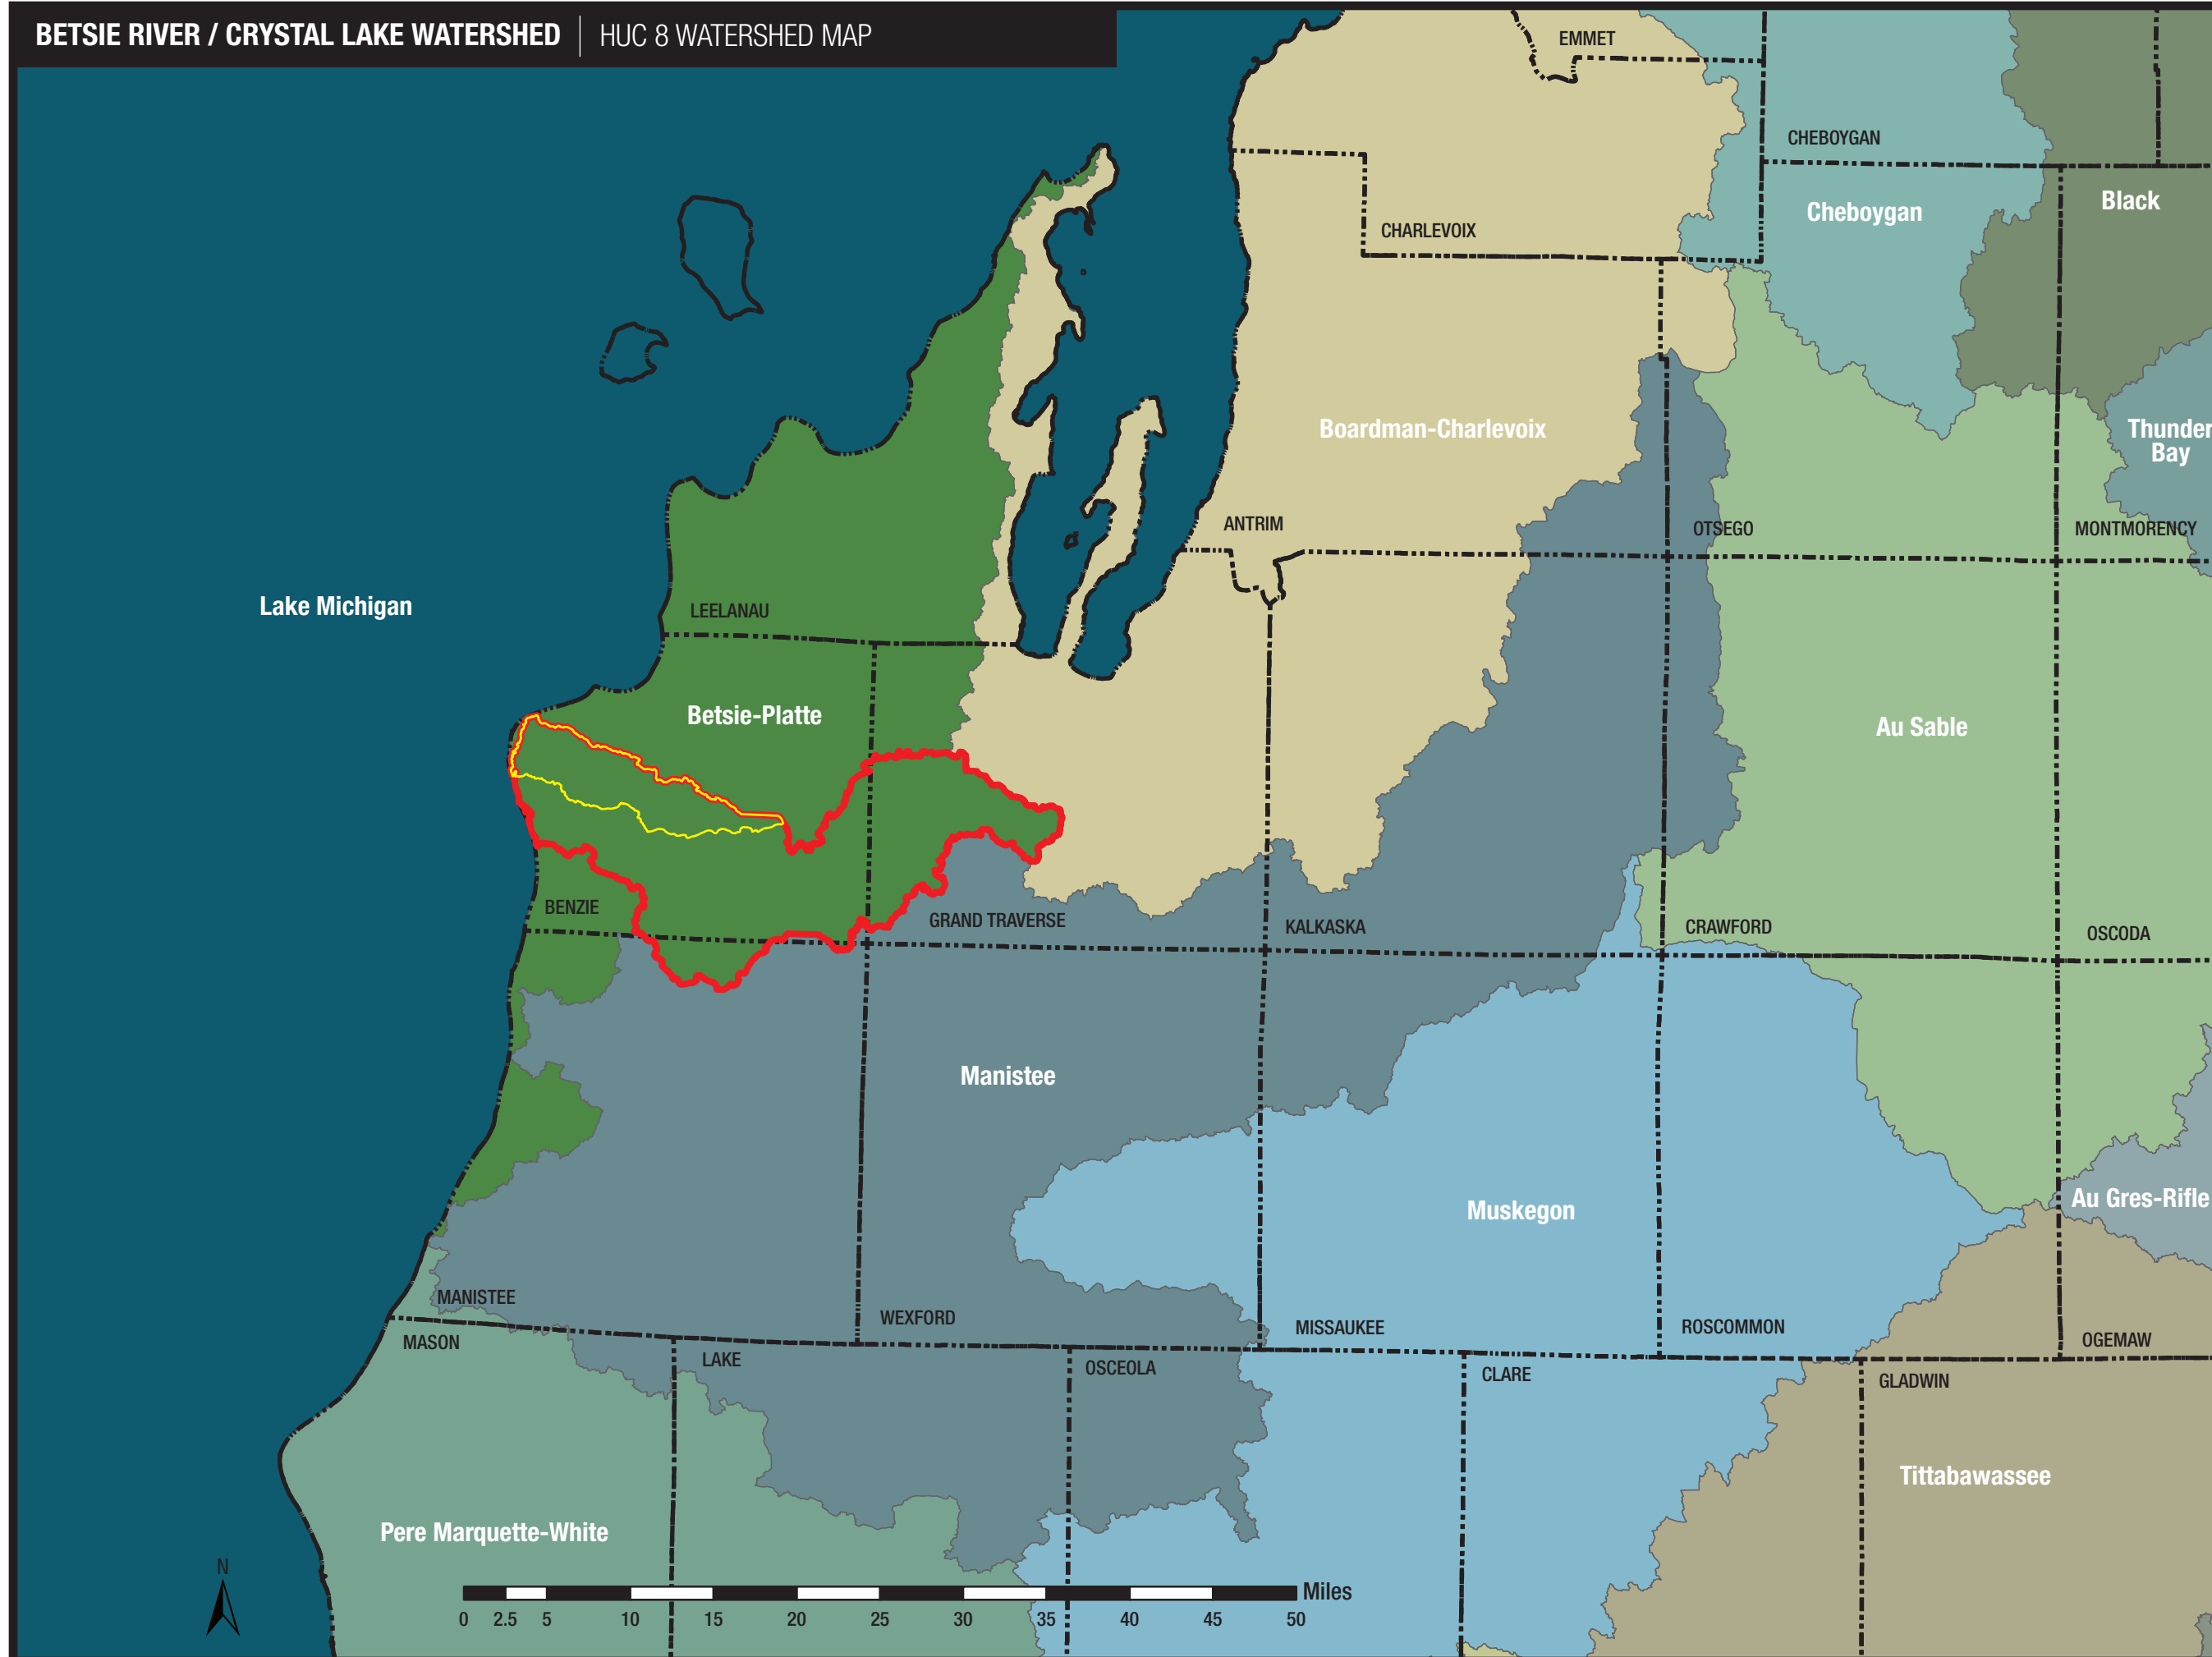 BETSIE RIVER / CRYSTAL LAKE WATERSHED | HUC 8 WATERSHED MAP
EMMET
CHEBOYGAN
Black
Cheboygan
CHARLEVOIX
Boardman-Charlevoix
Thunder
Bay
ANTRIM
OTSEGO
MONTMORENCY
Lake Michigan
LEELANAU
Betsie-Platte
Au Sable
BENZIE
GRAND TRAVERSE
KALKASKA
CRAWFORD
OSCODA
Manistee
Au Gres-Rifle
Muskegon
MANISTEE
WEXFORD
MISSAUKEE
ROSCOMMON
OGEMAW
MASON
LAKE
OSCEOLA
CLARE
GLADWIN
Tittabawassee
Pere Marquette-White
N
Miles
0 2.5 5 10 15 20 25 30 35 40 45 50